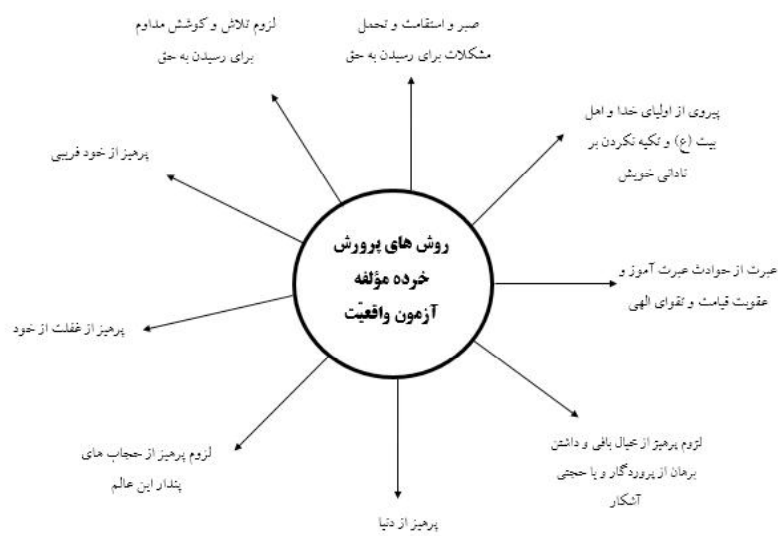 صبر و استقامت و تحمل
مشکلات برای رسیدن به حق
پیروی از اولیای خدا و اهل
بیت (ع) و تکیه نکردن بر
نادانی خویش
عبرت از حوادث عبرت آموز و
عقوبت قیامت و تقوای الهی
لزوم پرهیز از خیال بافی و داشتن
برهان از پروردگار و یا حجتی
آشکار
پرهیز از دنیا
لزوم پرهیز از حجاب های
پندار این عالم
پرهیز از غفلت از خود
پرهیز از خود فریبی
لزوم تلاش و کوشش مداوم
برای رسیدن به حق
روش های پرورش
خرده مؤلفه
آزمون واقعیّت